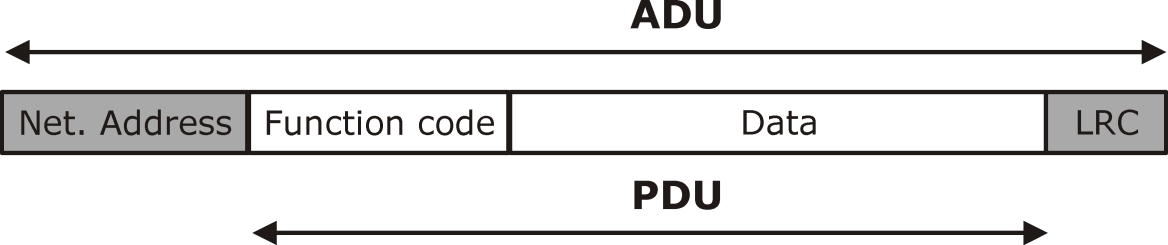 ADU
Net. Address Function code Data LRC
PDU